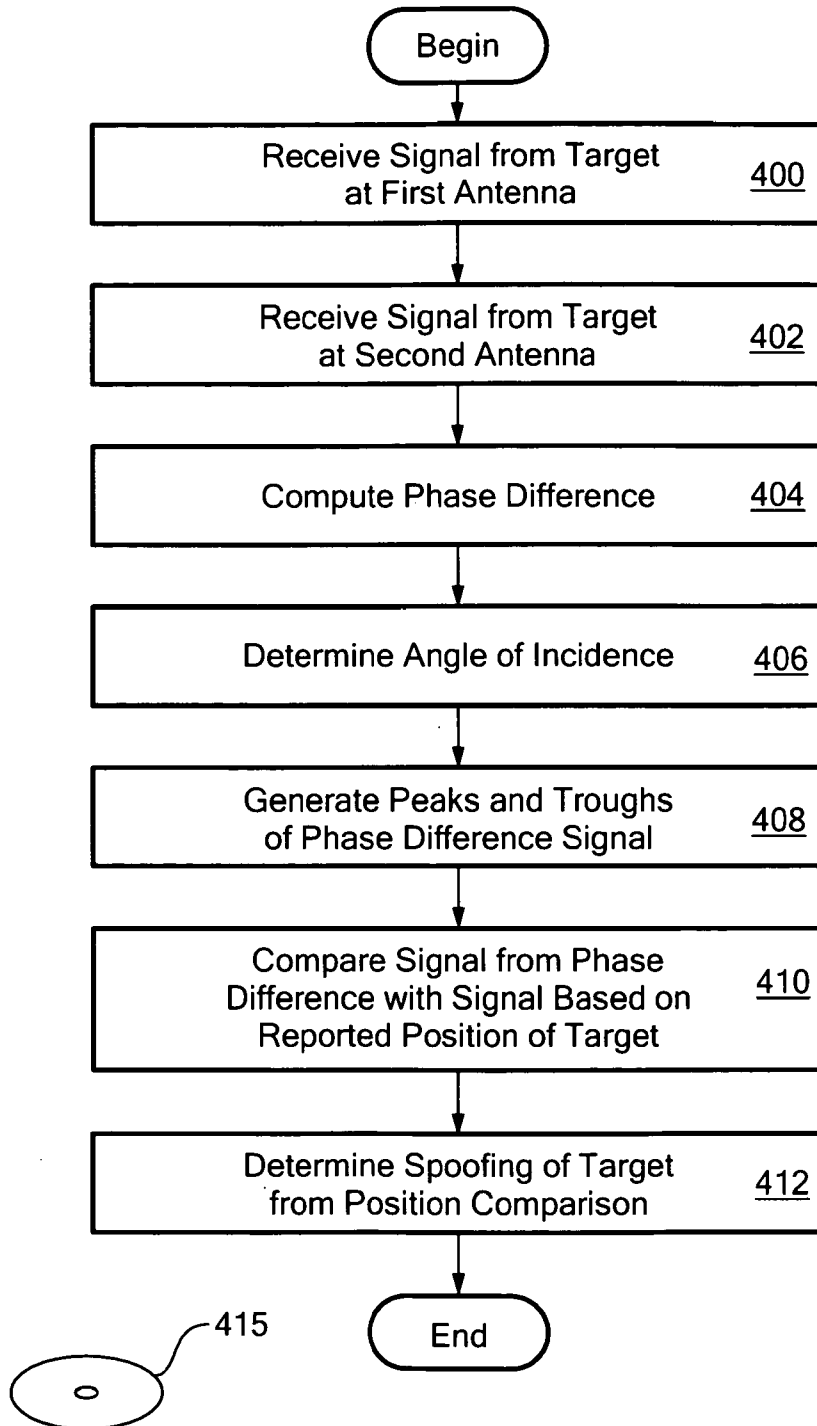 Begin
Receive Signal from Target
at First Antenna
400
Receive Signal from Target
at Second Antenna
402
Compute Phase Difference
404
Determine Angle of Incidence
406
Generate Peaks and Troughs
of Phase Difference Signal
408
Compare Signal from Phase
Difference with Signal Based on
Reported Position of Target
410
Determine Spoofing of Target
from Position Comparison
412
End
415